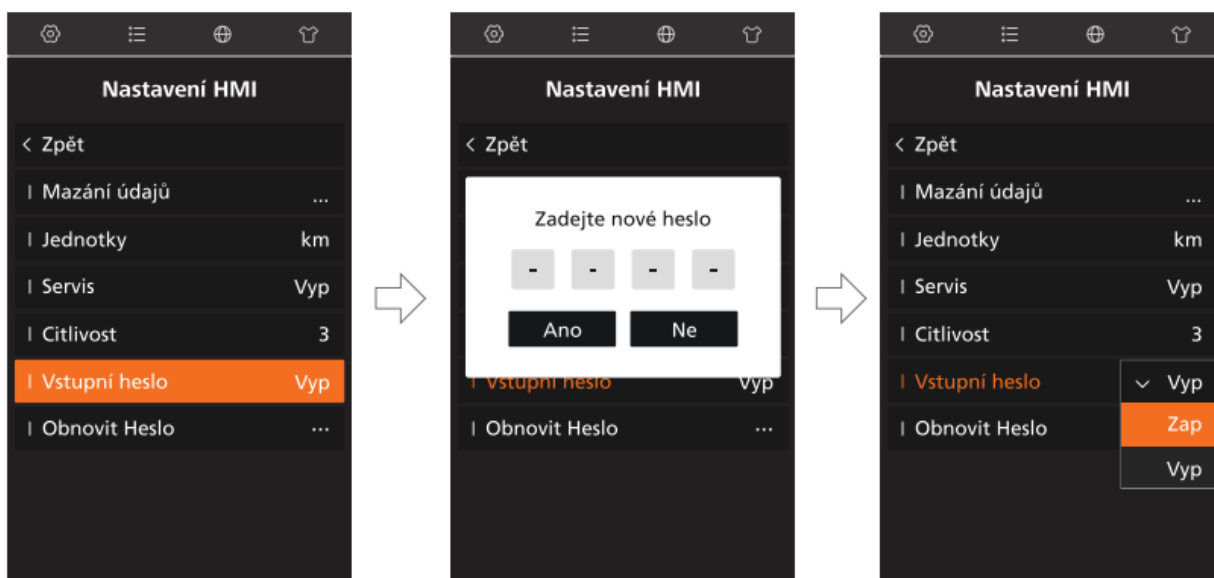 Nastavení HMI
< Zpět
Mazání údajů ...
Jednotky km
Servis Vyp
Citlivost 3
Vstupní heslo Vyp
Obnovit Heslo ...
Nastavení HMI
< Zpět
Zadejte nové heslo
- - - -
Ano Ne
Vstupní heslo Vyp
Obnovit Heslo ...
Nastavení HMI
< Zpět
Mazání údajů ...
Jednotky km
Servis Vyp
Citlivost 3
Vstupní heslo Vyp
Obnovit Heslo Zap
Vyp